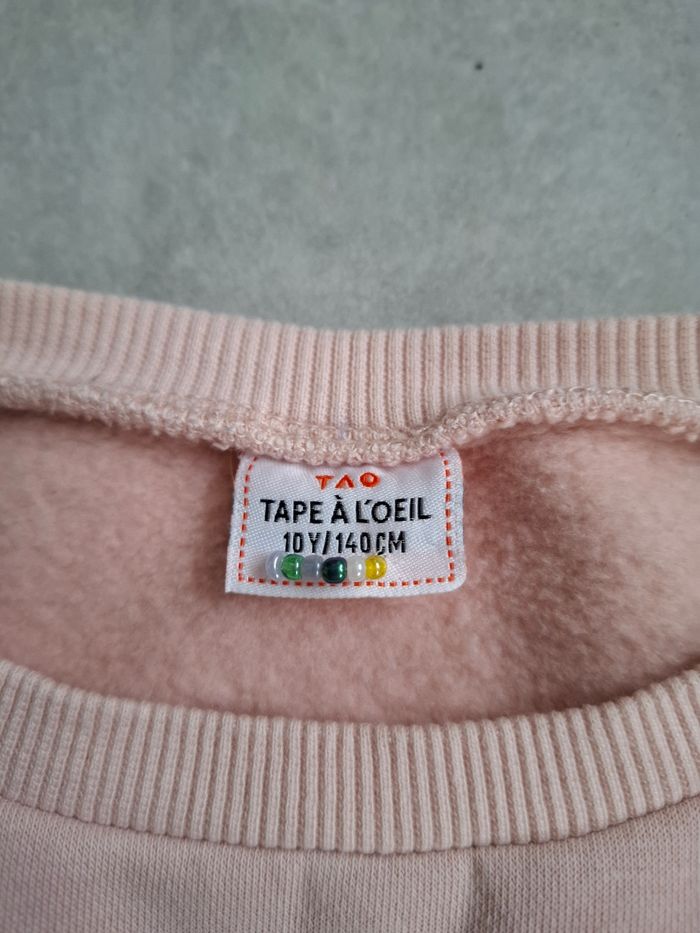 TAO
TAPE À L'OEIL
10Y/140CM